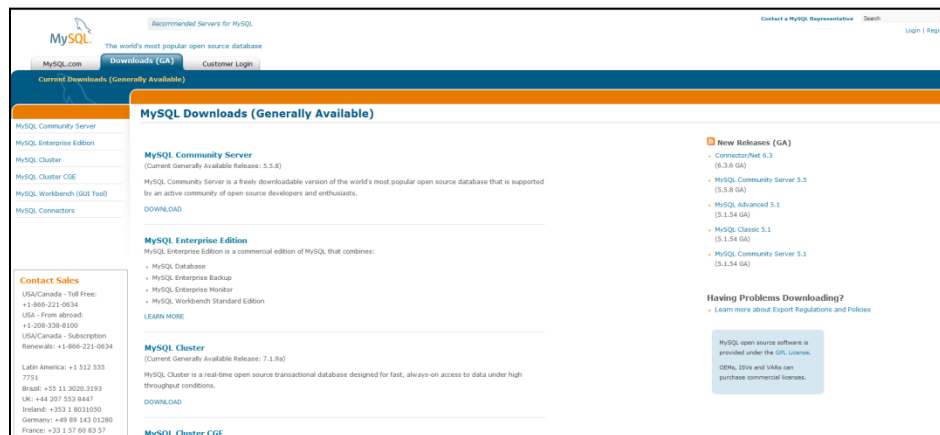 Recommended Servers for MySQL
Contact a MySQL Representative
Search
Login | Regi
MySQL.
The world's most popular open source database
MySQL.com
Downloads (GA)
Customer Login
Current Downloads (Generally Available)
MySQL Downloads (Generally Available)
MySQL Community Server
MySQL Enterprise Edition
MySQL Cluster
MySQL Cluster CGE
MySQL Workbench (GUI Tool)
MySQL Connectors
Contact Sales
USA/Canada - Toll Free:
+1-866-221-0634
USA - From abroad:
+1-208-338-8100
USA/Canada - Subscription
Renewals: +1-866-221-0634
Latin America: +1 512 535
7751
Brazil: +55 11 3020.3193
UK: +44 207 553 8447
Ireland: +353 1 8031050
Germany: +49 89 143 01280
France: +33 1 57 60 83 57
MySQL Community Server
(Current Generally Available Release: 5.5.8)
MySQL Community Server is a freely downloadable version of the world's most popular open source database that is supported
by an active community of open source developers and enthusiasts.
DOWNLOAD
MySQL Enterprise Edition
MySQL Enterprise Edition is a commercial edition of MySQL that combines:
• MySQL Database
• MySQL Enterprise Backup
• MySQL Enterprise Monitor
• MySQL Workbench Standard Edition
LEARN MORE
MySQL Cluster
(Current Generally Available Release: 7.1.9a)
MySQL Cluster is a real-time open source transactional database designed for fast, always-on access to data under high
throughput conditions.
DOWNLOAD
MySQL Cluster CGE
New Releases (GA)
• Connector/Net 6.3
(6.3.6 GA)
• MySQL Community Server 5.5
(5.5.8 GA)
• MySQL Advanced 5.1
(5.1.54 GA)
• MySQL Classic 5.1
(5.1.54 GA)
• MySQL Community Server 5.1
(5.1.54 GA)
Having Problems Downloading?
• Learn more about Export Regulations and Policies
MySQL open source software is
provided under the GPL License.
OEMs, ISVs and VARs can
purchase commercial licenses.